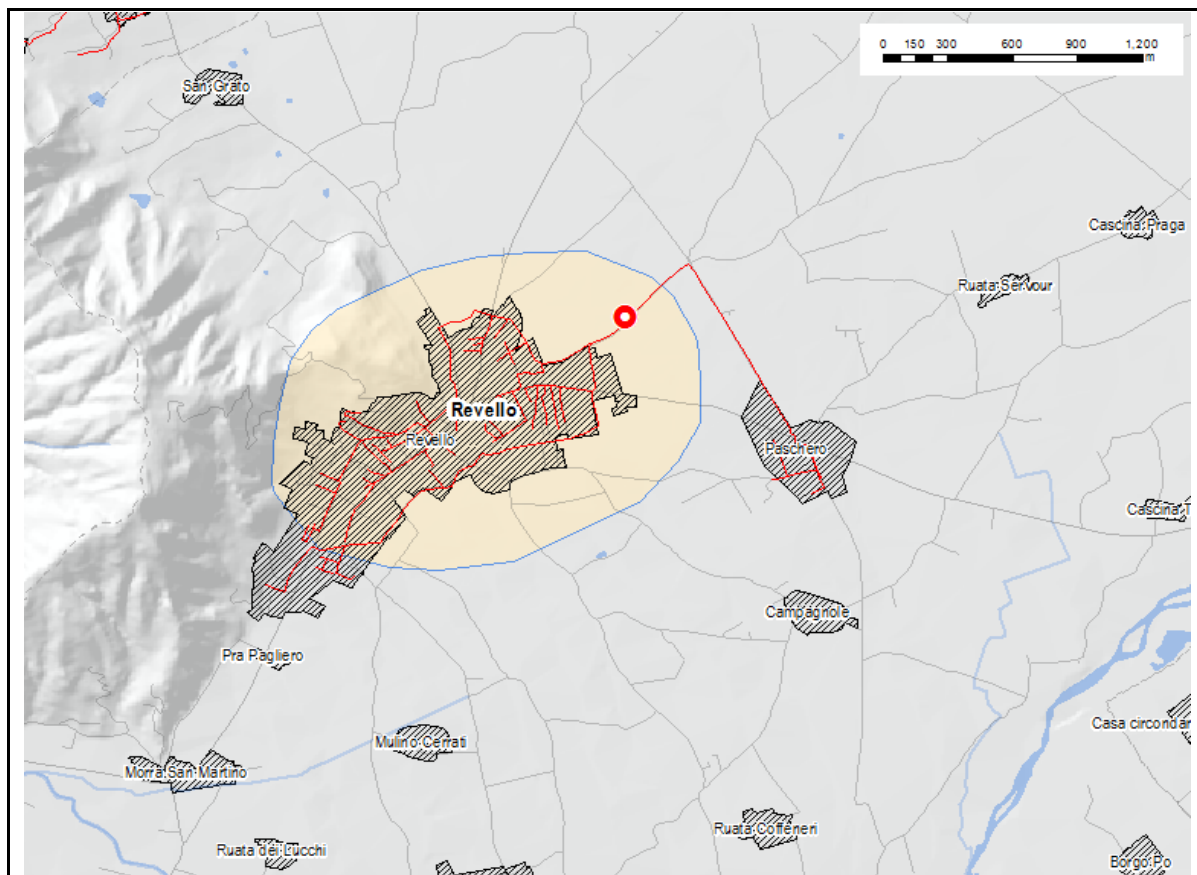 0 150 300 600 900 1,200
m
San Grato
Cascina Praga
Ruata Servour
Revello
Revello
Paschero
Cascina T
Campagnole
Pra Pagliero
Casa circondar
Mulino Cerrati
Morra San Martino
Ruata Coffeneri
Ruata dei Lucchi
Borgo Po